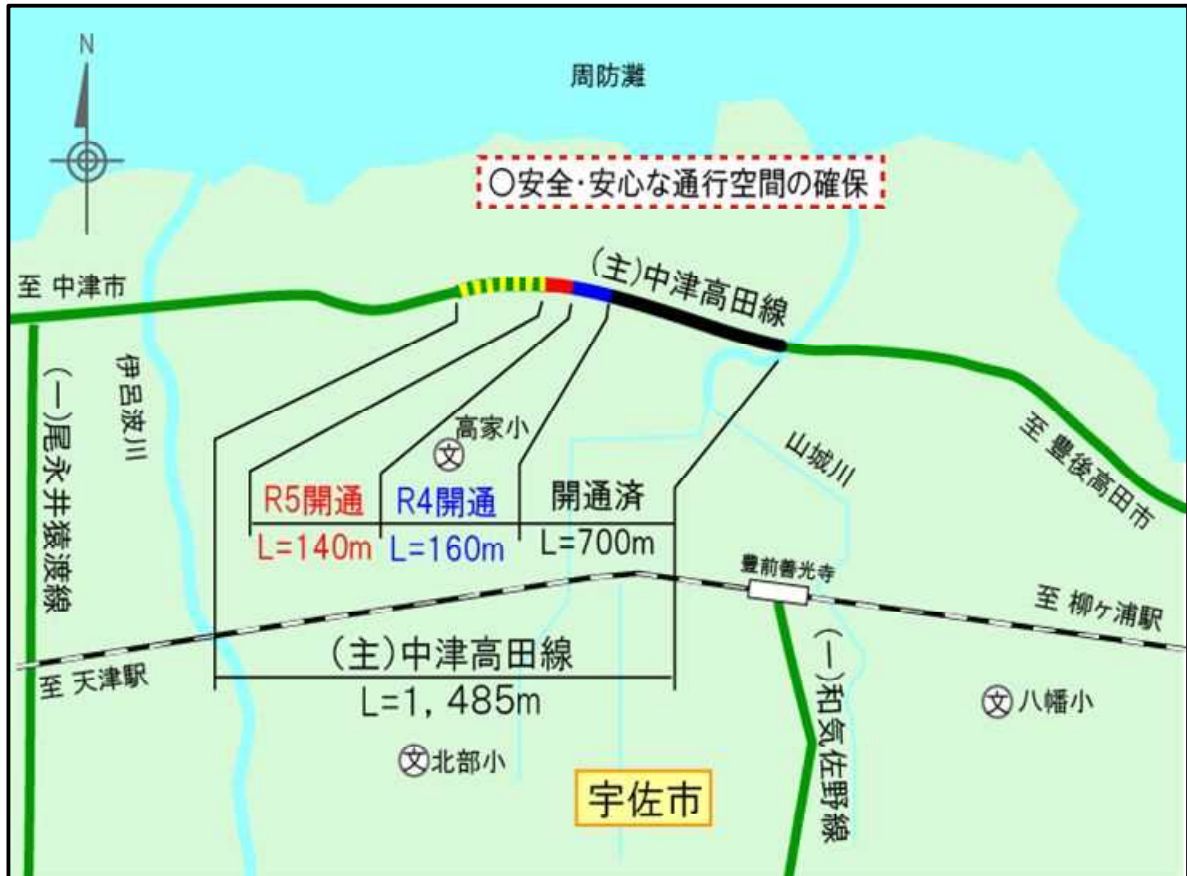 N
周防灘
〇安全・安心な通行空間の確保
(主)中津高田線
至 中津市
(一)尾永井猿渡線
伊呂波川
高家小
文
山城川
至 豊後高田市
R5開通
R4開通
開通済
L=140m
L=160m
L=700m
豊前善光寺
至 柳ヶ浦駅
(主)中津高田線
L=1,485m
至 天津駅
(一)和気佐野線
文八幡小
文北部小
宇佐市